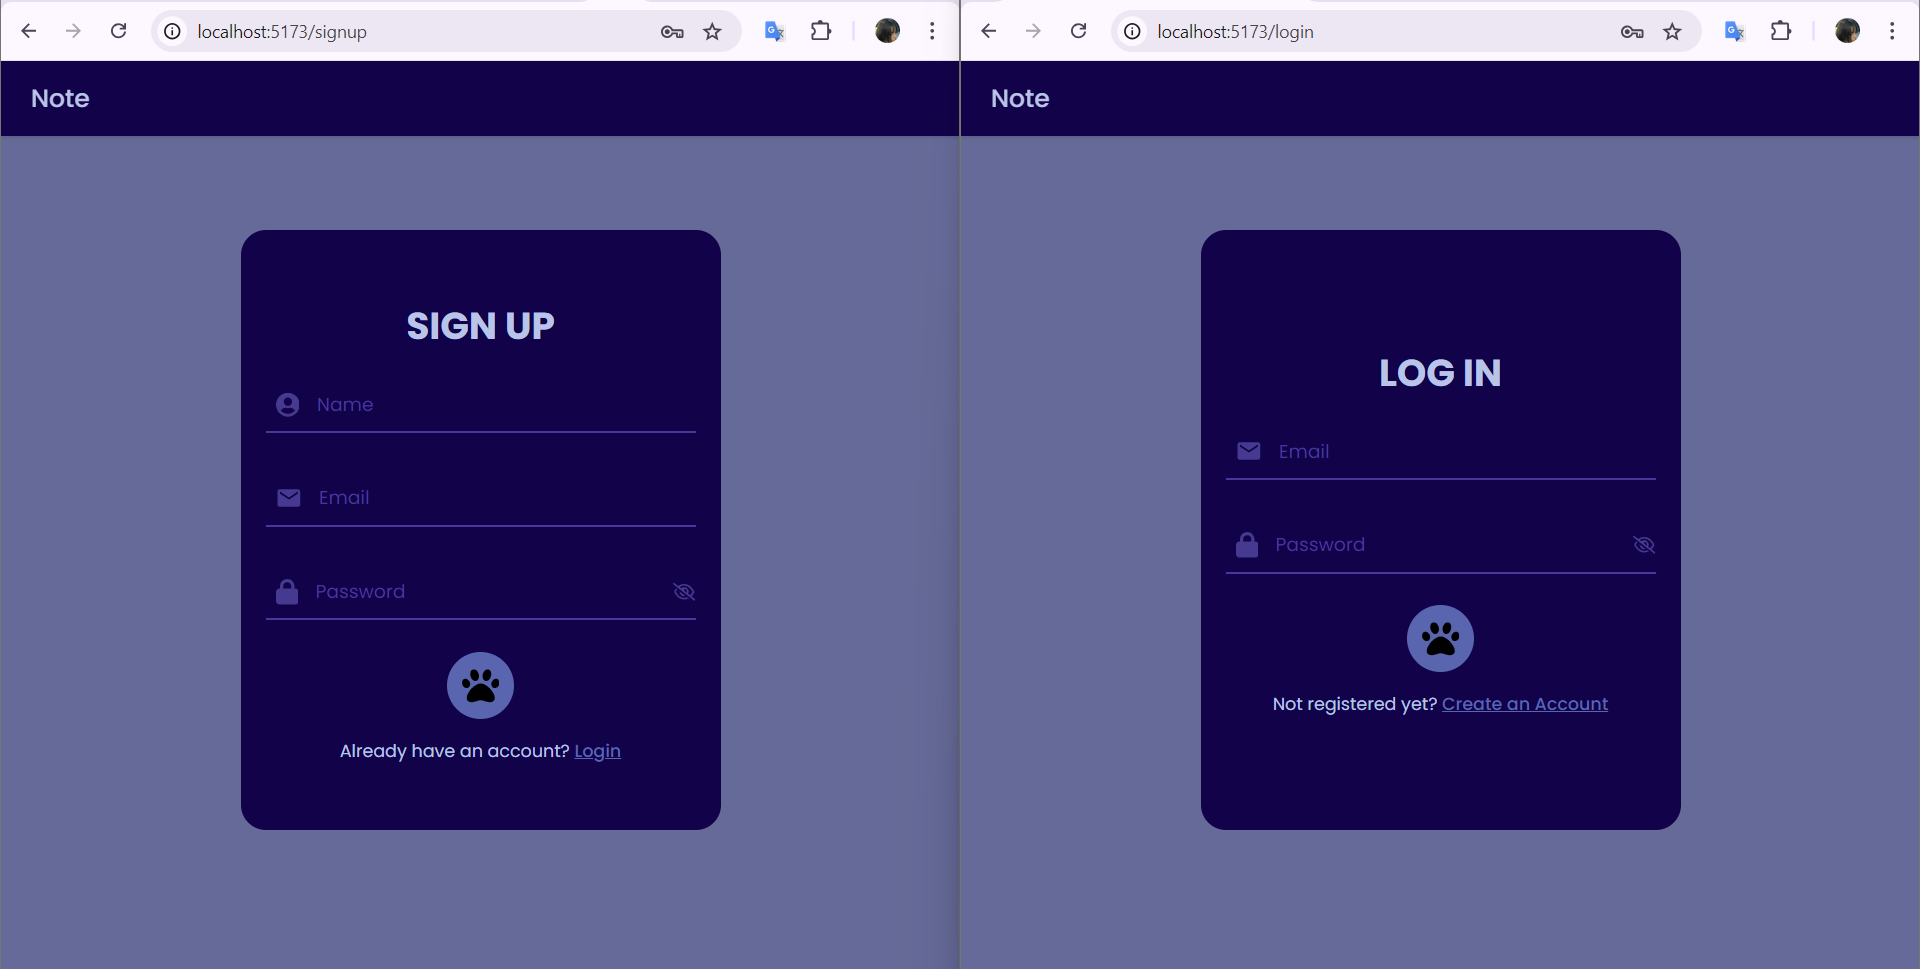 localhost:5173/signup
Note
SIGN UP
Name
Email
Password
Already have an account? Login
localhost:5173/login
Note
LOG IN
Email
Password
Not registered yet? Create an Account